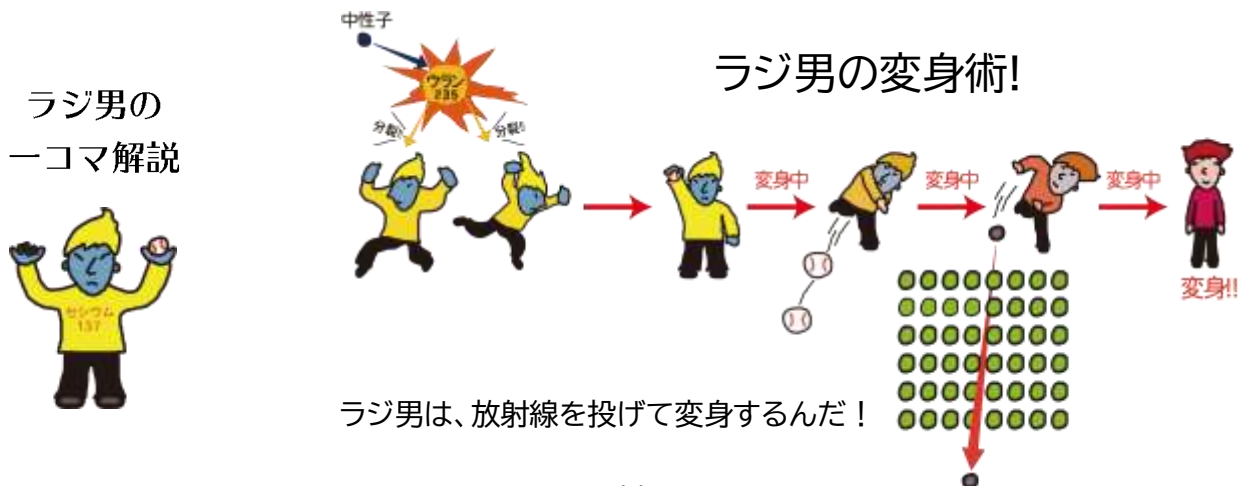 ラジ男の
一コマ解説
セシウム
137
中性子
ウラン
235
分裂!!
分裂!!
ラジ男の変身術!
変身中
変身中
変身中
変身!!
ラジ男は、放射線を投げて変身するんだ！